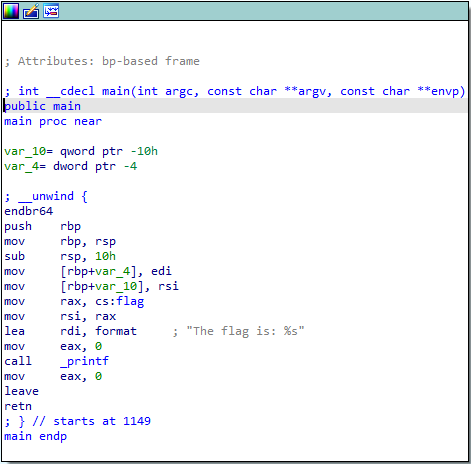 ; Attributes: bp-based frame
; int __cdecl main(int argc, const char **argv, const char **envp)
public main
main proc near
var_10= qword ptr -10h
var_4= dword ptr -4
; __unwind {
endbr64
push    rbp
mov     rbp, rsp
sub     rsp, 10h
mov     [rbp+var_4], edi
mov     [rbp+var_10], rsi
mov     rax, cs:flag
mov     rsi, rax
lea     rdi, format     ; "The flag is: %s"
mov     eax, 0
call    _printf
mov     eax, 0
leave
retn
; } // starts at 1149
main endp